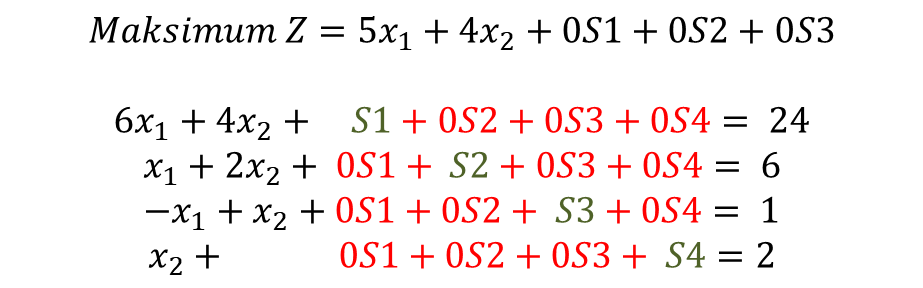 Maksimum Z = 5x₁ + 4x₂ + 0S1 + 0S2 + 0S3
6x₁ + 4x₂ + S1 + 0S2 + 0S3 + 0S4 = 24
x₁ + 2x₂ + 0S1 + S2 + 0S3 + 0S4 = 6
−x₁ + x₂ + 0S1 + 0S2 + S3 + 0S4 = 1
x₂ + 0S1 + 0S2 + 0S3 + S4 = 2